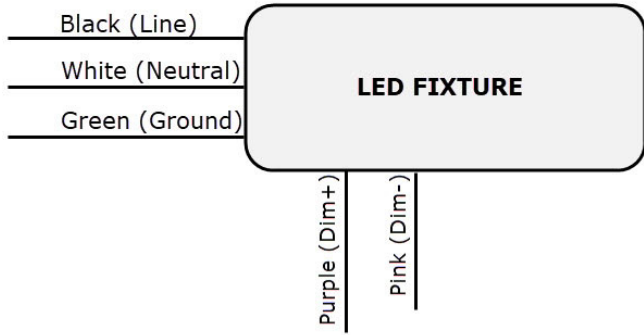 Black (Line)
White (Neutral)
Green (Ground)
LED FIXTURE
Purple (Dim+)
Pink (Dim-)